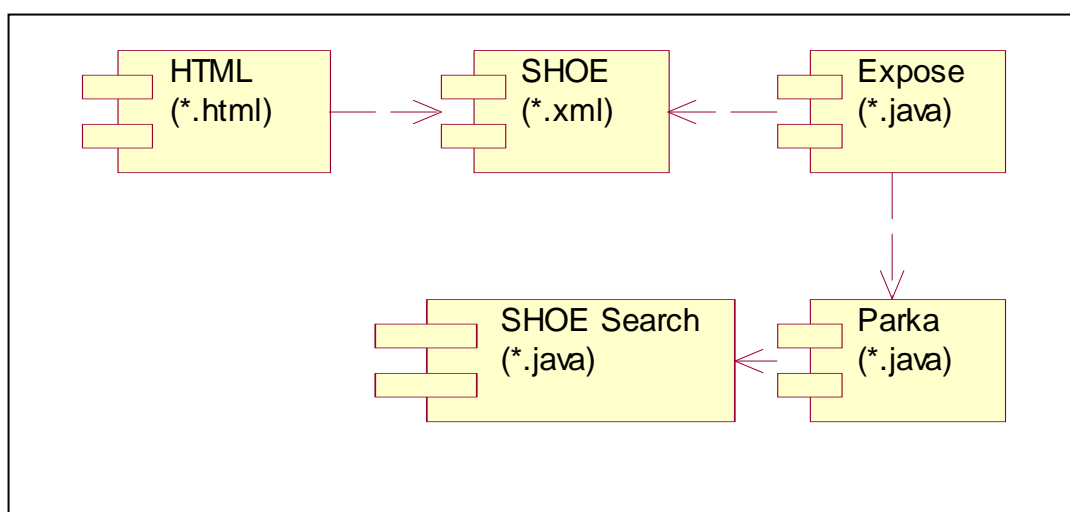 HTML
(*.html)
SHOE
(*.xml)
Expose
(*.java)
SHOE Search
(*.java)
Parka
(*.java)